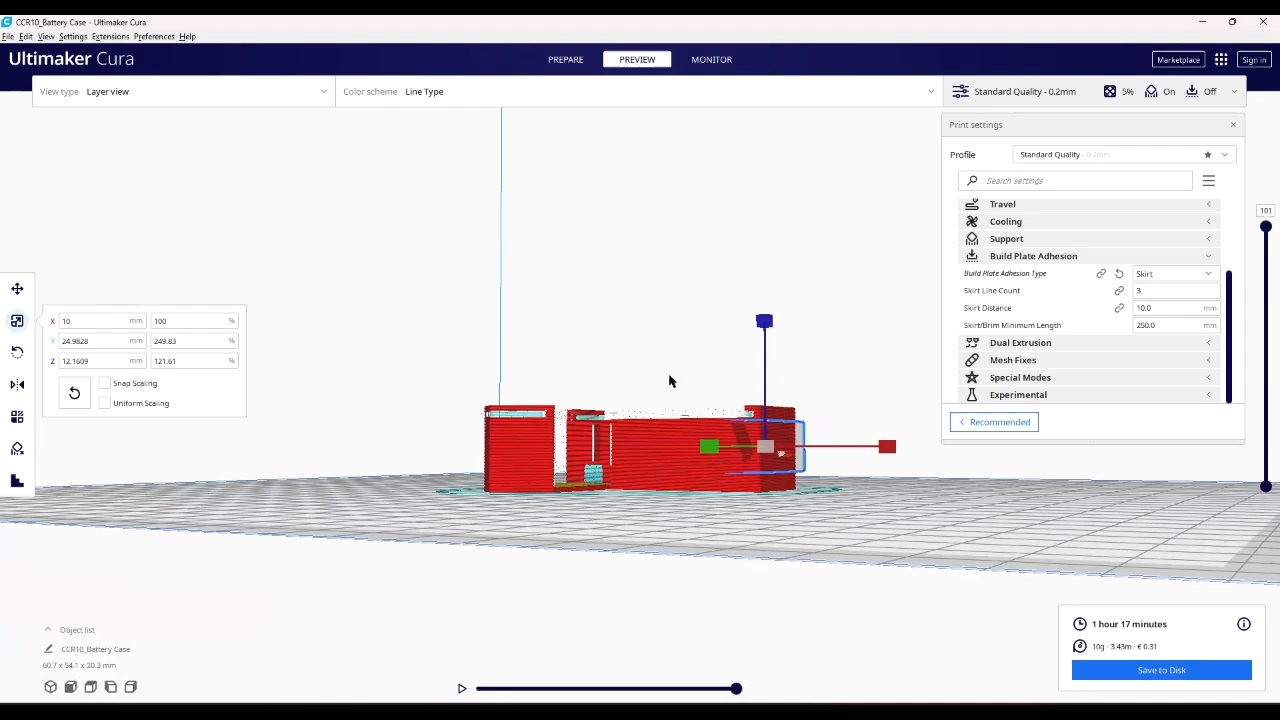 CCR10_Battery Case - Ultimaker Cura
File Edit View Settings Extensions Preferences Help
Ultimaker Cura
PREPARE PREVIEW MONITOR
Marketplace Sign in
View type Layer view
Color scheme Line Type
Standard Quality - 0.2mm 5% On Off
Print settings
Profile Standard Quality - 0.2mm
Search settings
Travel
Cooling
Support
Build Plate Adhesion
Build Plate Adhesion Type Skirt
Skirt Line Count 3
Skirt Distance 10.0 mm
Skirt/Brim Minimum Length 250.0 mm
Dual Extrusion
Mesh Fixes
Special Modes
Experimental
Recommended
101
X 10 mm 100 %
Y 24.9828 mm 249.83 %
Z 12.1609 mm 121.61 %
Snap Scaling
Uniform Scaling
Object list
CCR10_Battery Case
60.7 x 54.1 x 20.3 mm
1 hour 17 minutes
10g · 3.43m · € 0.31
Save to Disk